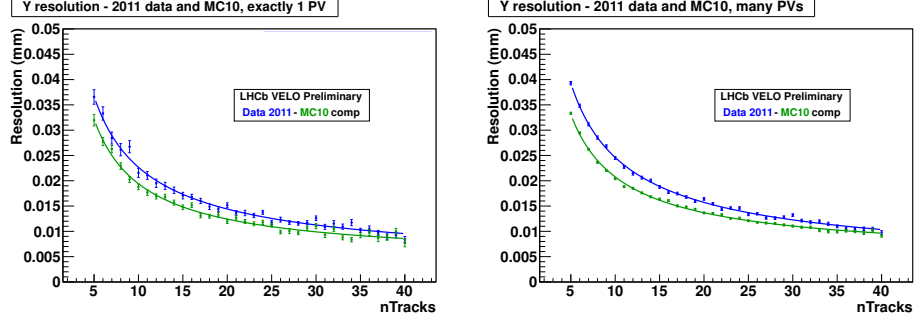 Y resolution - 2011 data and MC10, exactly 1 PV
Resolution (mm)
0.05
0.045
0.04
0.035
0.03
0.025
0.02
0.015
0.01
0.005
0
LHCb VELO Preliminary
Data 2011 - MC10 comp
5 10 15 20 25 30 35 40
nTracks
Y resolution - 2011 data and MC10, many PVs
Resolution (mm)
0.05
0.045
0.04
0.035
0.03
0.025
0.02
0.015
0.01
0.005
0
LHCb VELO Preliminary
Data 2011 - MC10 comp
5 10 15 20 25 30 35 40
nTracks